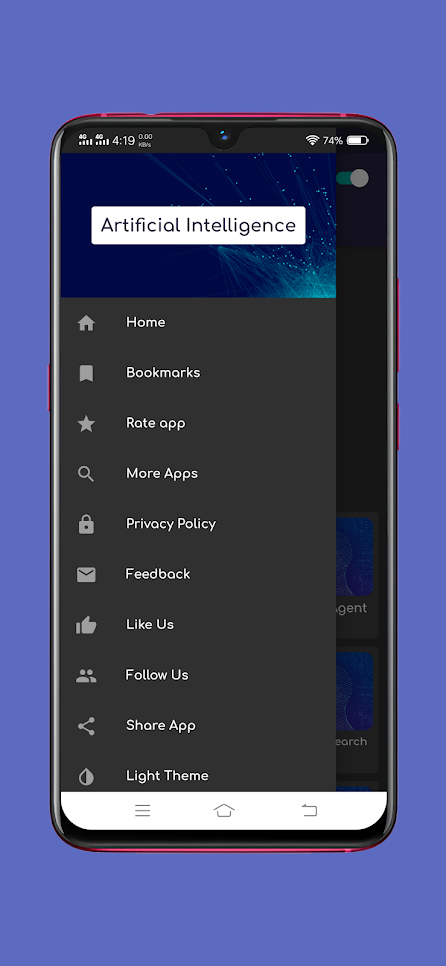 4G 4G 4:19 0.00 KB/s 74%
Artificial Intelligence
Home
Bookmarks
Rate app
More Apps
Privacy Policy
Feedback
Like Us
Agent
Follow Us
Share App
earch
Light Theme